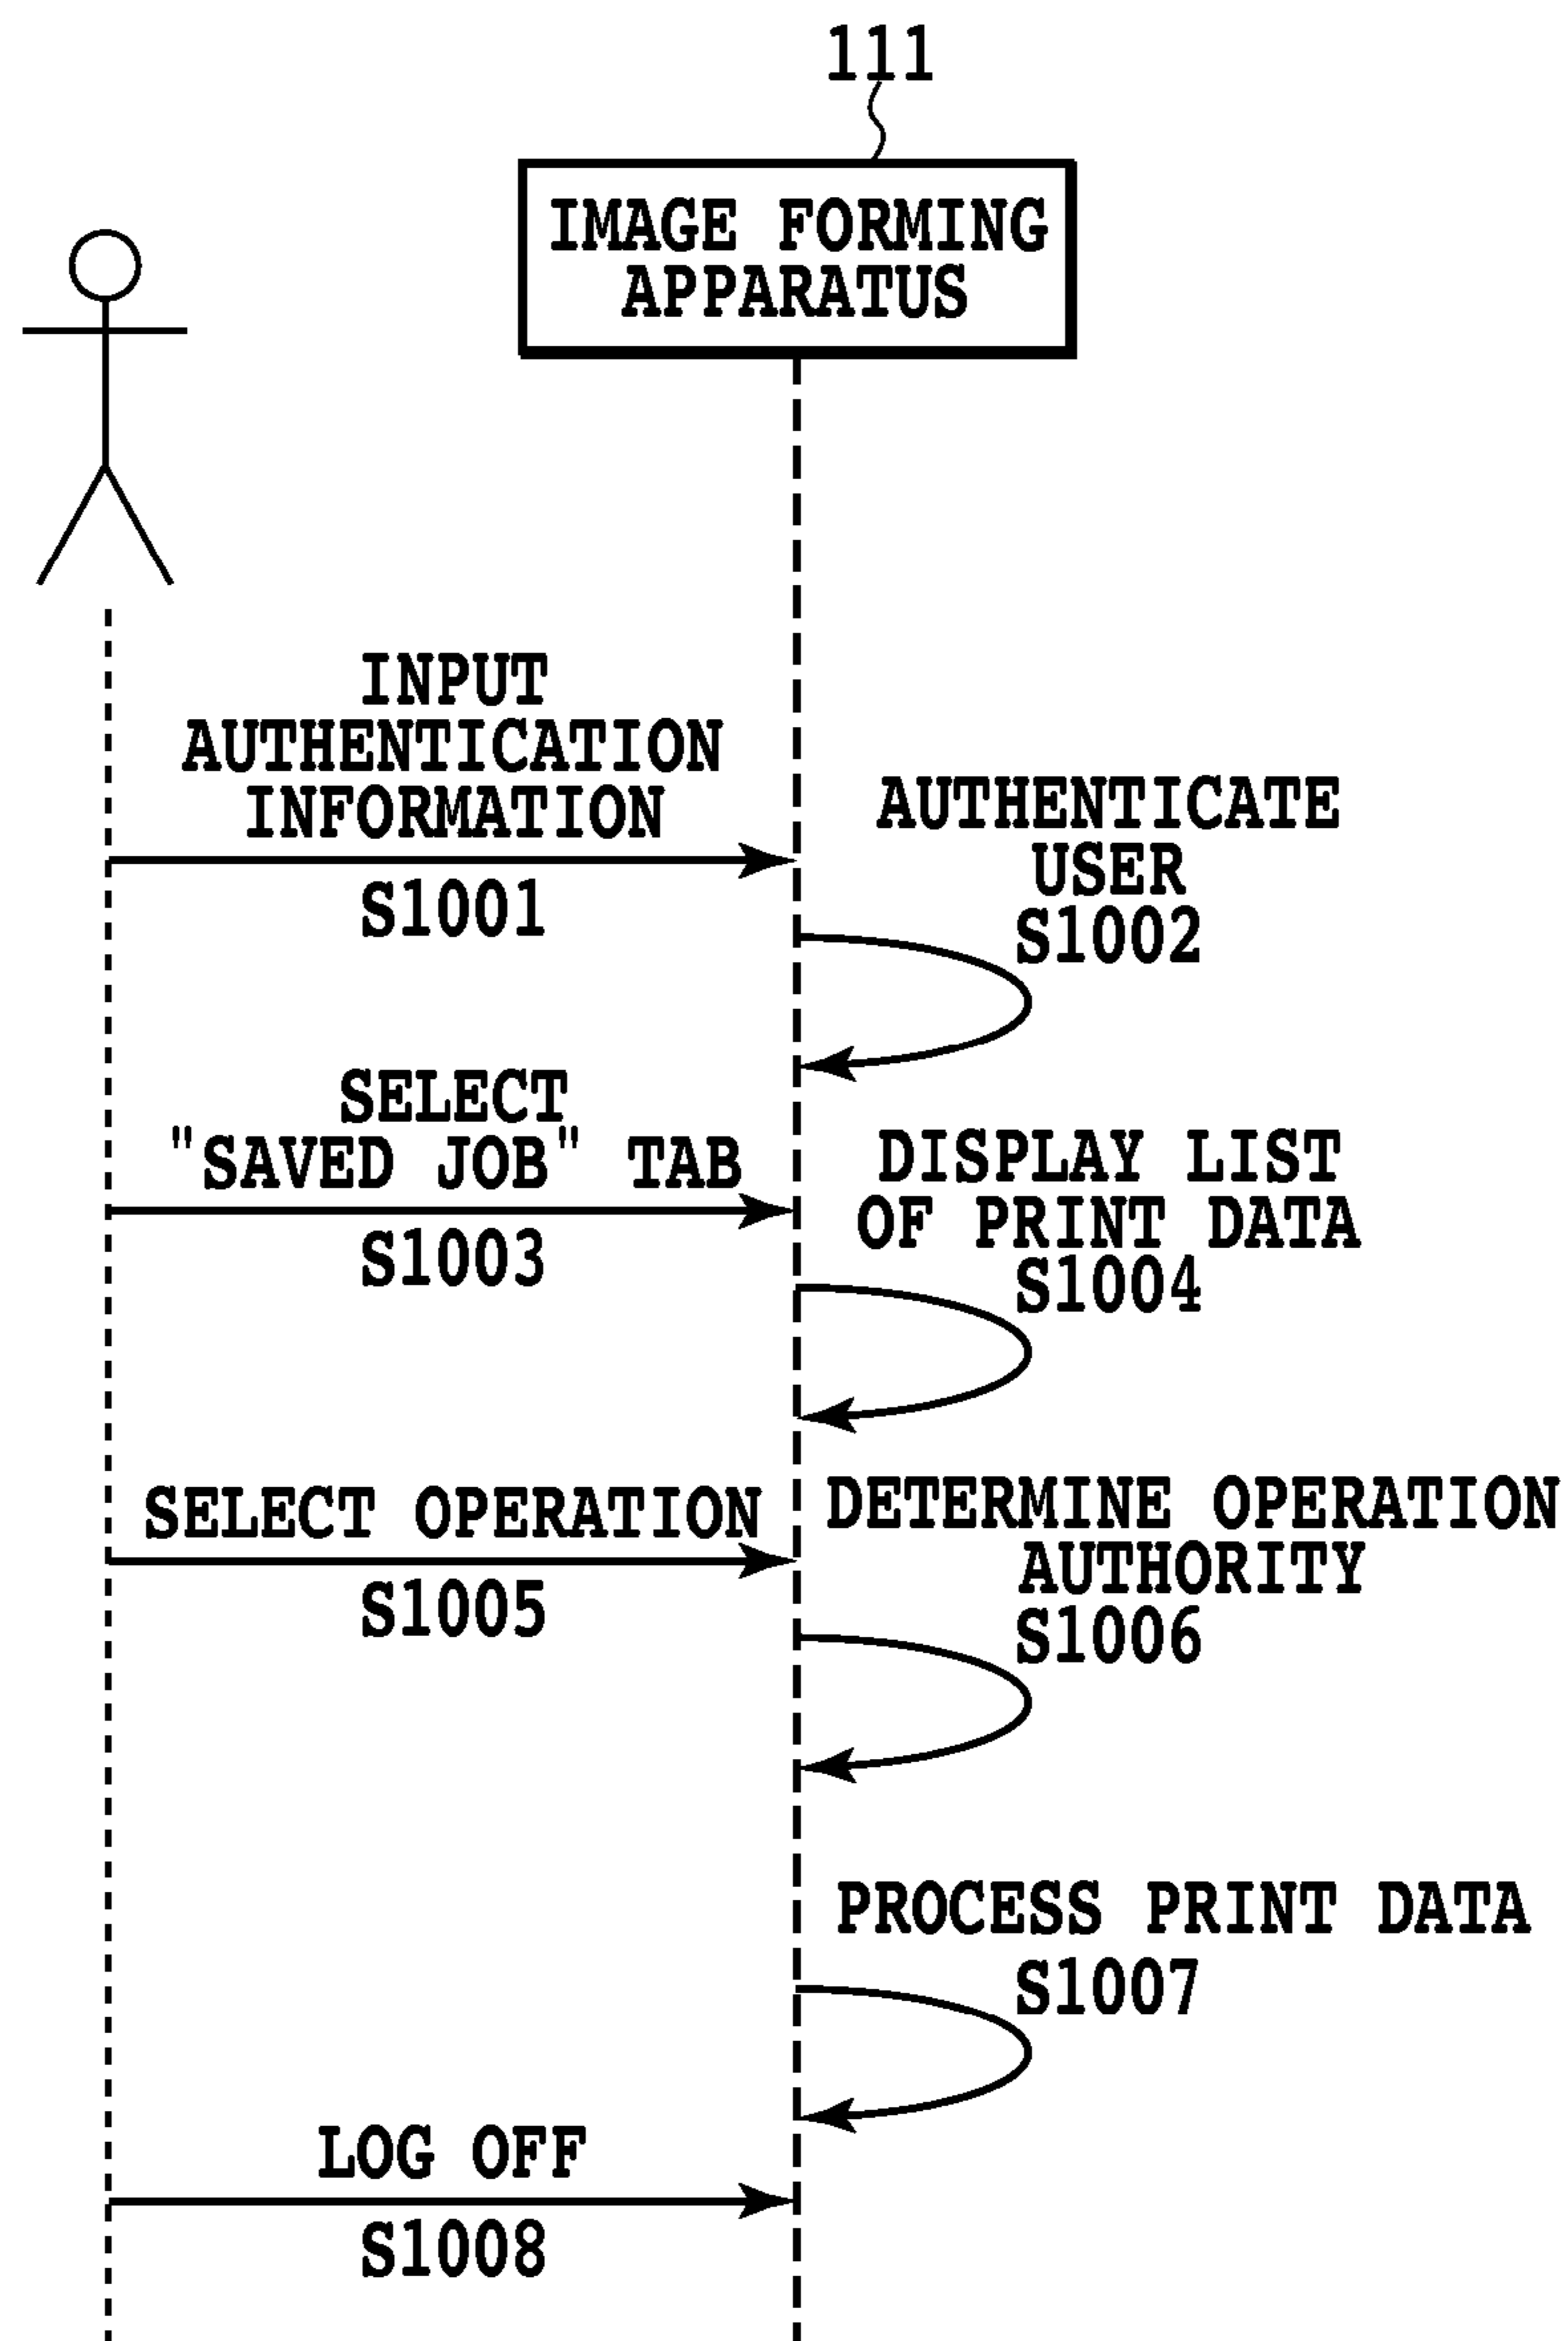 111
IMAGE FORMING
APPARATUS
INPUT
AUTHENTICATION
INFORMATION
S1001
AUTHENTICATE
USER
S1002
SELECT
"SAVED JOB" TAB
S1003
DISPLAY LIST
OF PRINT DATA
S1004
SELECT OPERATION
S1005
DETERMINE OPERATION
AUTHORITY
S1006
PROCESS PRINT DATA
S1007
LOG OFF
S1008